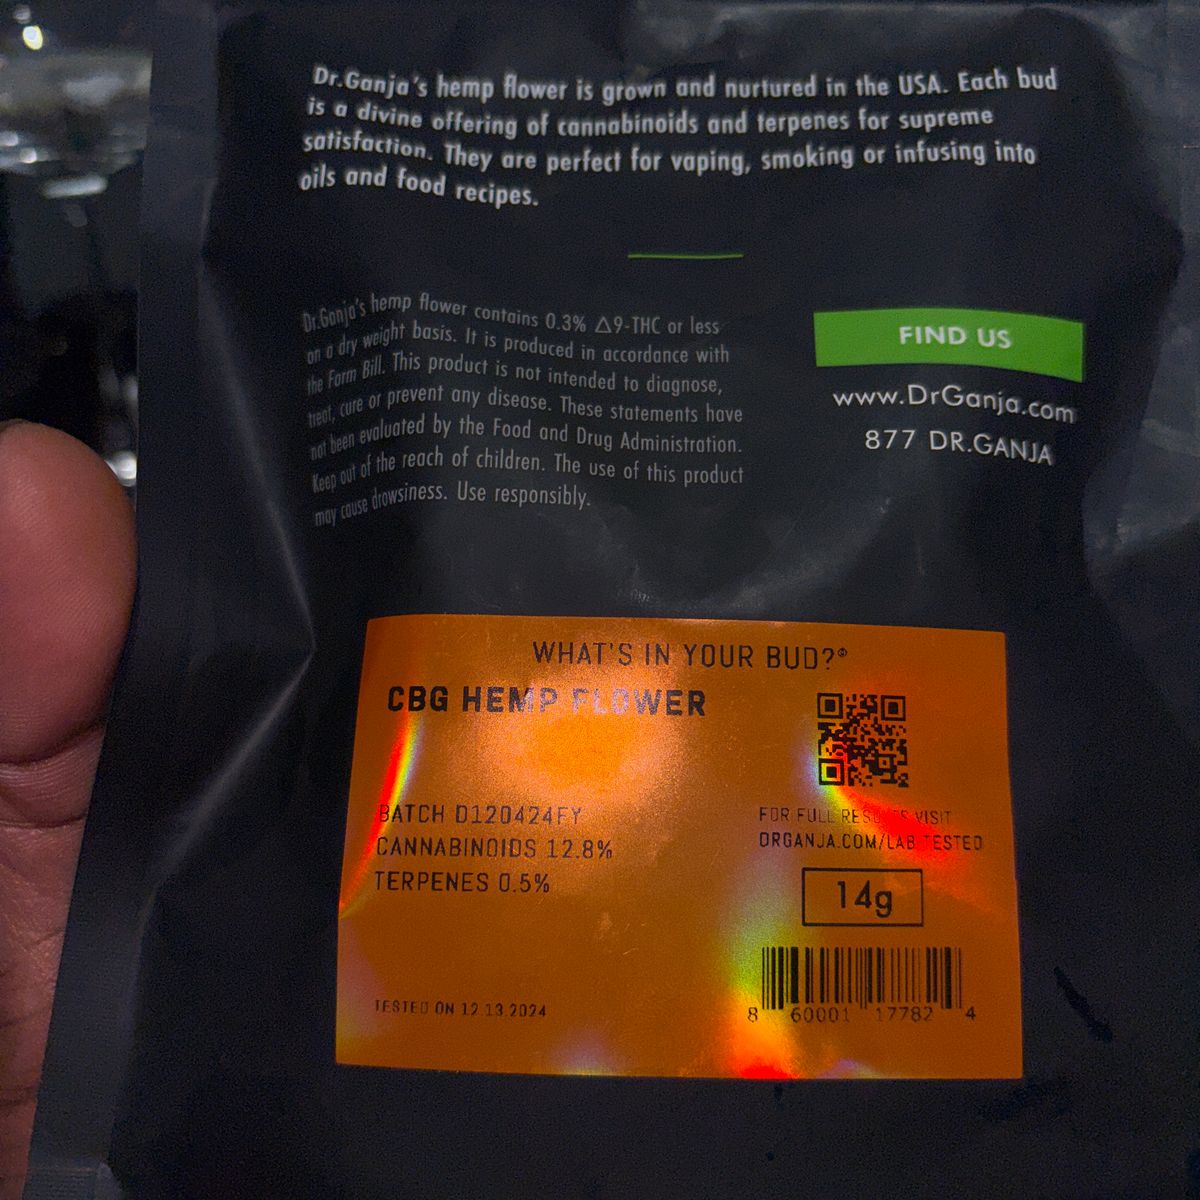 Dr.Ganja's hemp flower is grown and nurtured in the USA. Each bud
is a divine offering of cannabinoids and terpenes for supreme
satisfaction. They are perfect for vaping, smoking or infusing into
oils and food recipes.
Dr.Ganja's hemp flower contains 0.3% Δ9-THC or less
on a dry weight basis. It is produced in accordance with
the Farm Bill. This product is not intended to diagnose,
treat, cure or prevent any disease. These statements have
not been evaluated by the Food and Drug Administration.
Keep out of the reach of children. The use of this product
may cause drowsiness. Use responsibly.
FIND US
www.DrGanja.com
877 DR.GANJA
WHAT'S IN YOUR BUD?®
CBG HEMP FLOWER
BATCH D120424FY
CANNABINOIDS 12.8%
TERPENES 0.5%
TESTED ON 12.13.2024
FOR FULL RESULTS VISIT
DRGANJA.COM/LAB TESTED
14g
8 60001 17782 4